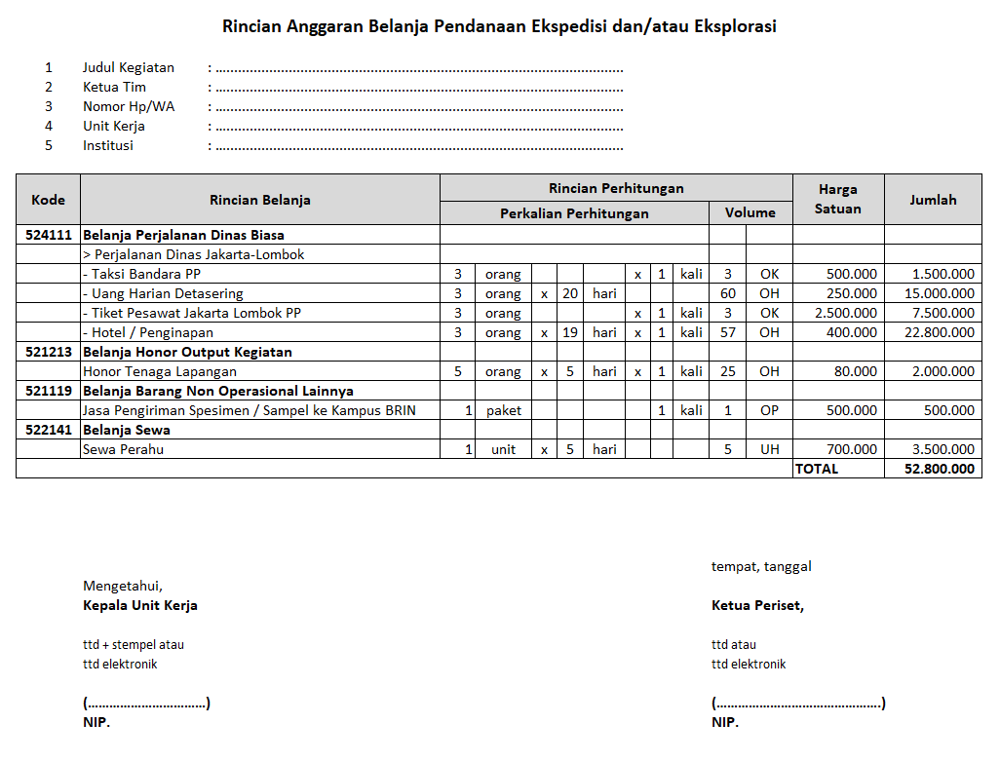 Rincian Anggaran Belanja Pendanaan Ekspedisi dan/atau Eksplorasi
1 Judul Kegiatan : ..........................................................................................................
2 Ketua Tim : ..........................................................................................................
3 Nomor Hp/WA : ..........................................................................................................
4 Unit Kerja : ..........................................................................................................
5 Institusi : ..........................................................................................................
Kode Rincian Belanja Rincian Perhitungan Harga Satuan Jumlah
Perkalian Perhitungan Volume
524111 Belanja Perjalanan Dinas Biasa
> Perjalanan Dinas Jakarta-Lombok
- Taksi Bandara PP 3 orang x 1 kali 3 OK 500.000 1.500.000
- Uang Harian Detasering 3 orang x 20 hari 60 OH 250.000 15.000.000
- Tiket Pesawat Jakarta Lombok PP 3 orang x 1 kali 3 OK 2.500.000 7.500.000
- Hotel / Penginapan 3 orang x 19 hari x 1 kali 57 OH 400.000 22.800.000
521213 Belanja Honor Output Kegiatan
Honor Tenaga Lapangan 5 orang x 5 hari x 1 kali 25 OH 80.000 2.000.000
521119 Belanja Barang Non Operasional Lainnya
Jasa Pengiriman Spesimen / Sampel ke Kampus BRIN 1 paket 1 kali 1 OP 500.000 500.000
522141 Belanja Sewa
Sewa Perahu 1 unit x 5 hari 5 UH 700.000 3.500.000
TOTAL 52.800.000
tempat, tanggal
Mengetahui,
Kepala Unit Kerja Ketua Periset,
ttd + stempel atau ttd atau
ttd elektronik ttd elektronik
(.................................) (..............................................)
NIP. NIP.